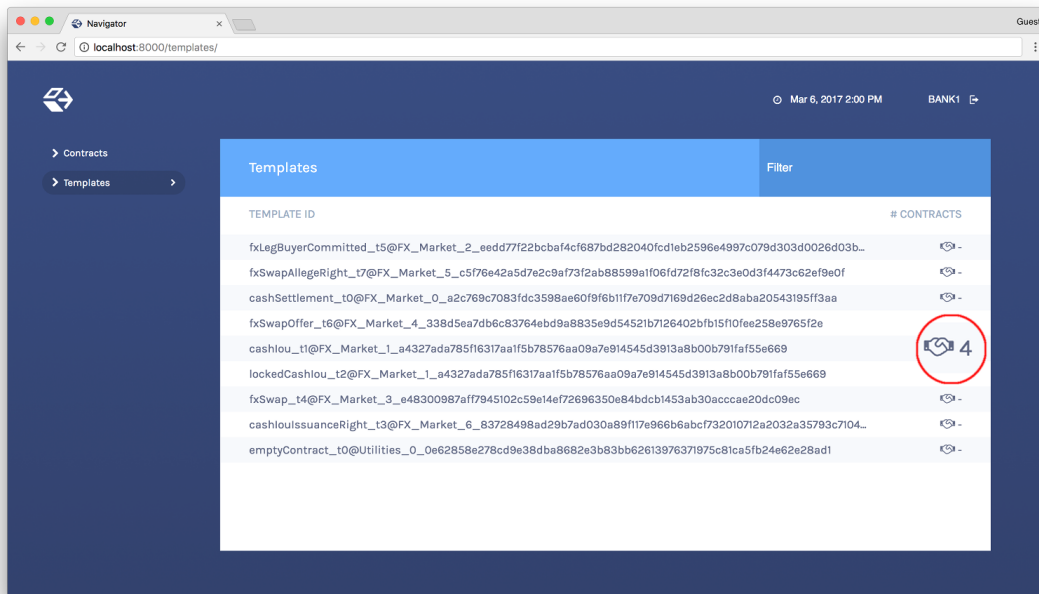 Navigator
Guest
localhost:8000/templates/
Mar 6, 2017 2:00 PM
BANK1
Contracts
Templates
Templates
Filter
TEMPLATE ID
# CONTRACTS
fxLegBuyerCommitted_t5@FX_Market_2_eedd77f22bcbaf4cf687bd282040fcd1eb2596e4997c079d303d0026d03b... -
fxSwapAllegeRight_t7@FX_Market_5_c5f76e42a5d7e2c9af73f2ab88599a1f06fd72f8fc32c3e0d3f4473c62ef9e0f -
cashSettlement_t0@FX_Market_0_a2c769c7083fdc3598ae60f9f6b11f7e709d7169d26ec2d8aba20543195ff3aa -
fxSwapOffer_t6@FX_Market_4_338d5ea7db6c83764ebd9a8835e9d54521b7126402bfb15f10fee258e9765f2e
cashIou_t1@FX_Market_1_a4327ada785f16317aa1f5b78576aa09a7e914545d3913a8b00b791faf55e669 4
lockedCashIou_t2@FX_Market_1_a4327ada785f16317aa1f5b78576aa09a7e914545d3913a8b00b791faf55e669
fxSwap_t4@FX_Market_3_e48300987aff7945102c59e14ef72696350e84bdcb1453ab30acccae20dc09ec -
cashIouIssuanceRight_t3@FX_Market_6_83728498ad29b7ad030a89f117e966b6abcf732010712a2032a35793c7104... -
emptyContract_t0@Utilities_0_0e62858e278cd9e38dba8682e3b83bb62613976371975c81ca5fb24e62e28ad1 -